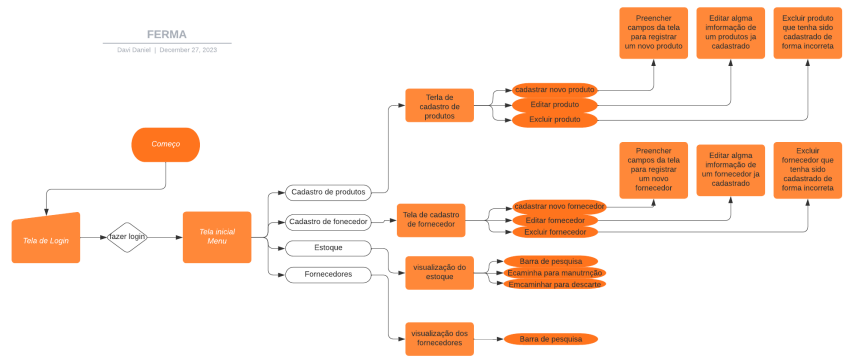 FERMA
Davi Daniel | December 27, 2023
Começo
Tela de Login
fazer login
Tela inicial
Menu
Cadastro de produtos
Cadastro de fonecedor
Estoque
Fornecedores
Terla de
cadastro de
produtos
cadastrar novo produto
Editar produto
Excluir produto
Preencher
campos da tela
para registrar
um novo produto
Editar algma
imformação de
um produtos ja
cadastrado
Excluir produto
que tenha sido
cadastrado de
forma incorreta
Tela de cadastro
de fornecedor
cadastrar novo fornecedor
Editar fornecedor
Excluir fornecedor
Preencher
campos da tela
para registrar
um novo
fornecedor
Editar algma
imformação de
um fornecedor ja
cadastrado
Excluir
fornecedor que
tenha sido
cadastrado de
forma incorreta
visualização do
estoque
Barra de pesquisa
Ecaminha para manutrnção
Emcaminhar para descarte
visualização dos
fornecedores
Barra de pesquisa